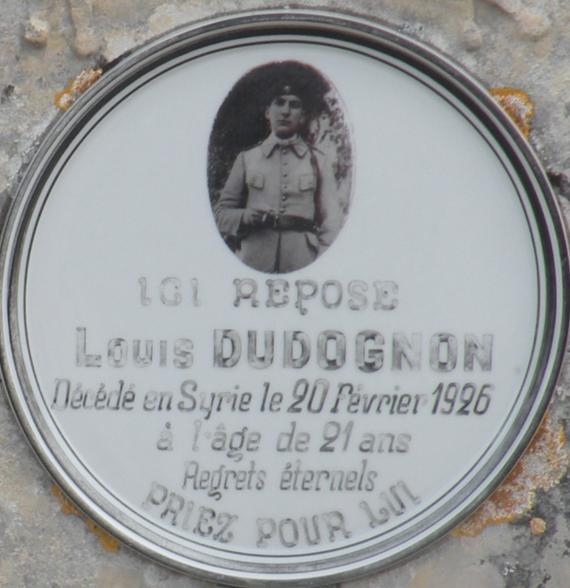 ICI REPOSE
Louis DUDOGNON
Décédé en Syrie le 20 Février 1926
à l'âge de 21 ans
Regrets éternels
PRIEZ POUR LUI